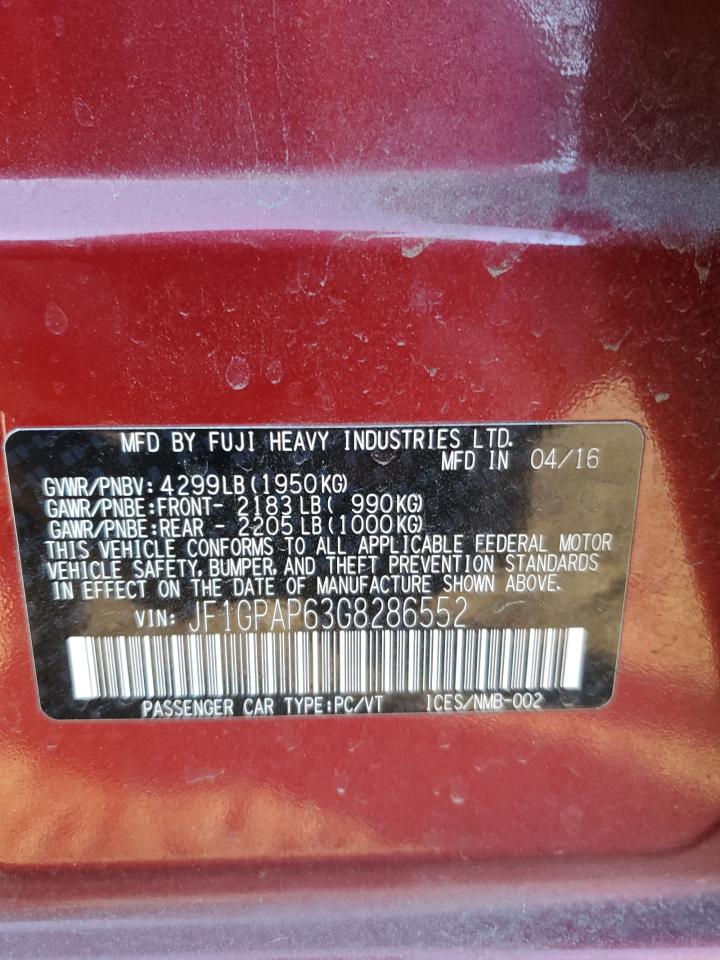 MFD BY FUJI HEAVY INDUSTRIES LTD.
MFD IN 04/16
GVWR/PNBV: 4299LB(1950KG)
GAWR/PNBE:FRONT- 2183LB( 990KG)
GAWR/PNBE:REAR - 2205LB(1000KG)
THIS VEHICLE CONFORMS TO ALL APPLICABLE FEDERAL MOTOR
VEHICLE SAFETY, BUMPER, AND THEFT PREVENTION STANDARDS
IN EFFECT ON THE DATE OF MANUFACTURE SHOWN ABOVE.
VIN: JF1GPAP63G8286552
PASSENGER CAR TYPE:PC/VT ICES/NMB-002